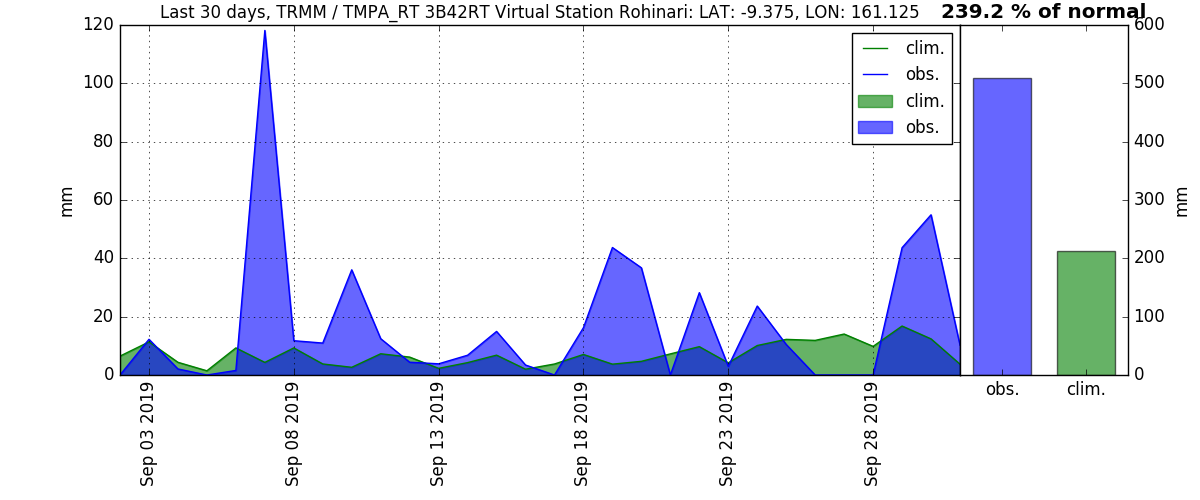 Last 30 days, TRMM / TMPA_RT 3B42RT Virtual Station Rohinari: LAT: -9.375, LON: 161.125
239.2 % of normal
120
100
80
60
40
20
0
mm
Sep 03 2019
Sep 08 2019
Sep 13 2019
Sep 18 2019
Sep 23 2019
Sep 28 2019
clim.
obs.
clim.
obs.
600
500
400
300
200
100
0
mm
obs.
clim.